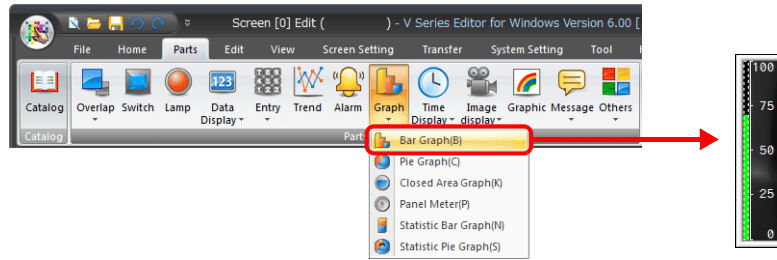 Screen [0] Edit ( ) - V Series Editor for Windows Version 6.00 [
File Home Parts Edit View Screen Setting Transfer System Setting Tool
Catalog Overlap Switch Lamp Data Display Entry Trend Alarm Graph Time Display Image display Graphic Message Others
Catalog Part
Bar Graph(B)
Pie Graph(C)
Closed Area Graph(K)
Panel Meter(P)
Statistic Bar Graph(N)
Statistic Pie Graph(S)
100
75
50
25
0